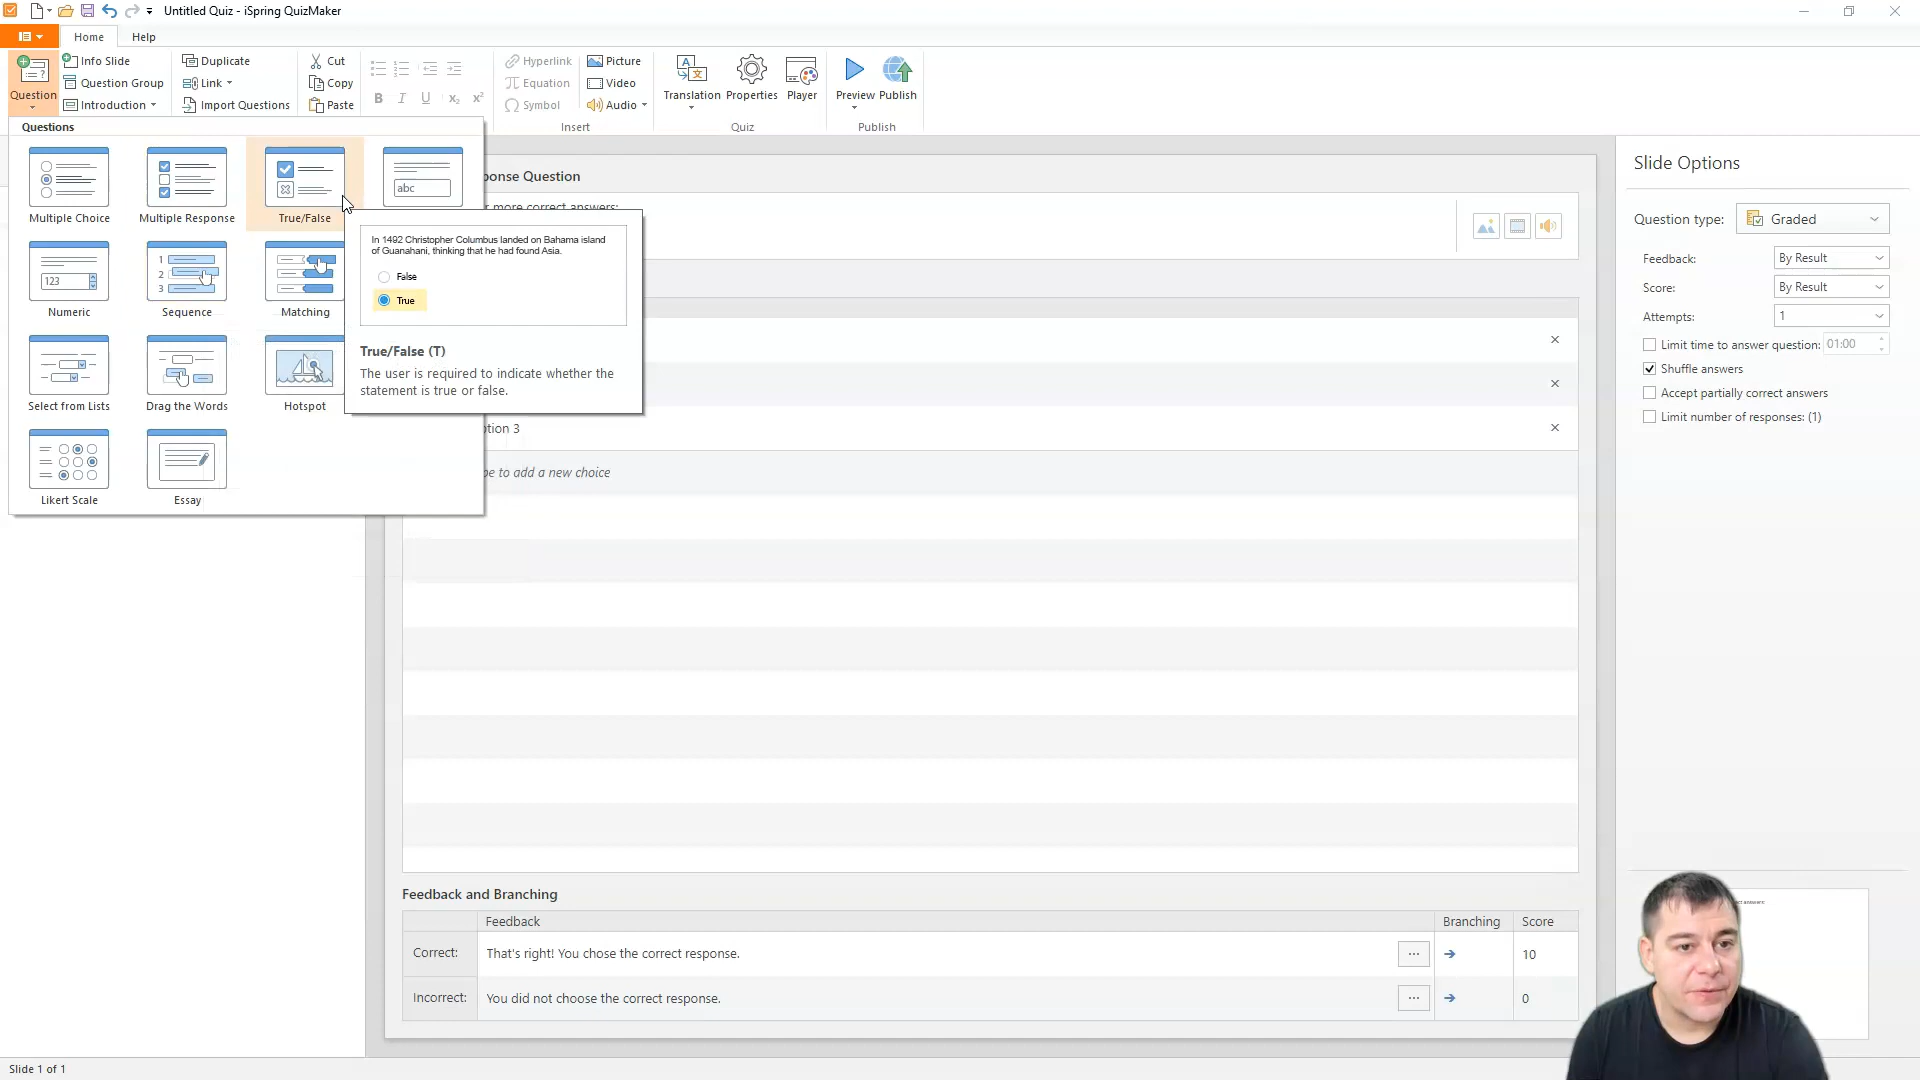 Untitled Quiz - iSpring QuizMaker
Home
Help
Question
Info Slide
Question Group
Introduction
Duplicate
Link
Import Questions
Cut
Copy
Paste
B I U x₂ x²
Hyperlink
Equation
Symbol
Picture
Video
Audio
Insert
Translation
Properties
Player
Quiz
Preview
Publish
Publish
Questions
Multiple Choice
Multiple Response
True/False
abc
123
Numeric
1
2
3
Sequence
Matching
Select from Lists
Drag the Words
Hotspot
Likert Scale
Essay
In 1492 Christopher Columbus landed on Bahama island
of Guanahani, thinking that he had found Asia.
False
True
True/False (T)
The user is required to indicate whether the
statement is true or false.
ponse Question
r more correct answers:
tion 3
pe to add a new choice
Feedback and Branching
Feedback
Branching
Score
Correct:
That's right! You chose the correct response.
...
10
Incorrect:
You did not choose the correct response.
...
0
Slide Options
Question type:
Graded
Feedback:
By Result
Score:
By Result
Attempts:
1
Limit time to answer question:
01:00
Shuffle answers
Accept partially correct answers
Limit number of responses: (1)
Slide 1 of 1